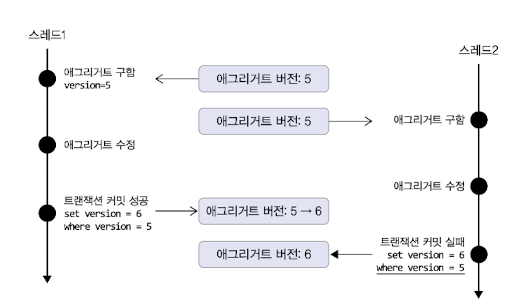 스레드1
스레드2
애그리거트 구함
version=5
애그리거트 버전: 5
애그리거트 버전: 5
애그리거트 구함
애그리거트 수정
애그리거트 수정
트랜잭션 커밋 성공
set version = 6
where version = 5
애그리거트 버전: 5 → 6
애그리거트 버전: 6
트랜잭션 커밋 실패
set version = 6
where version = 5